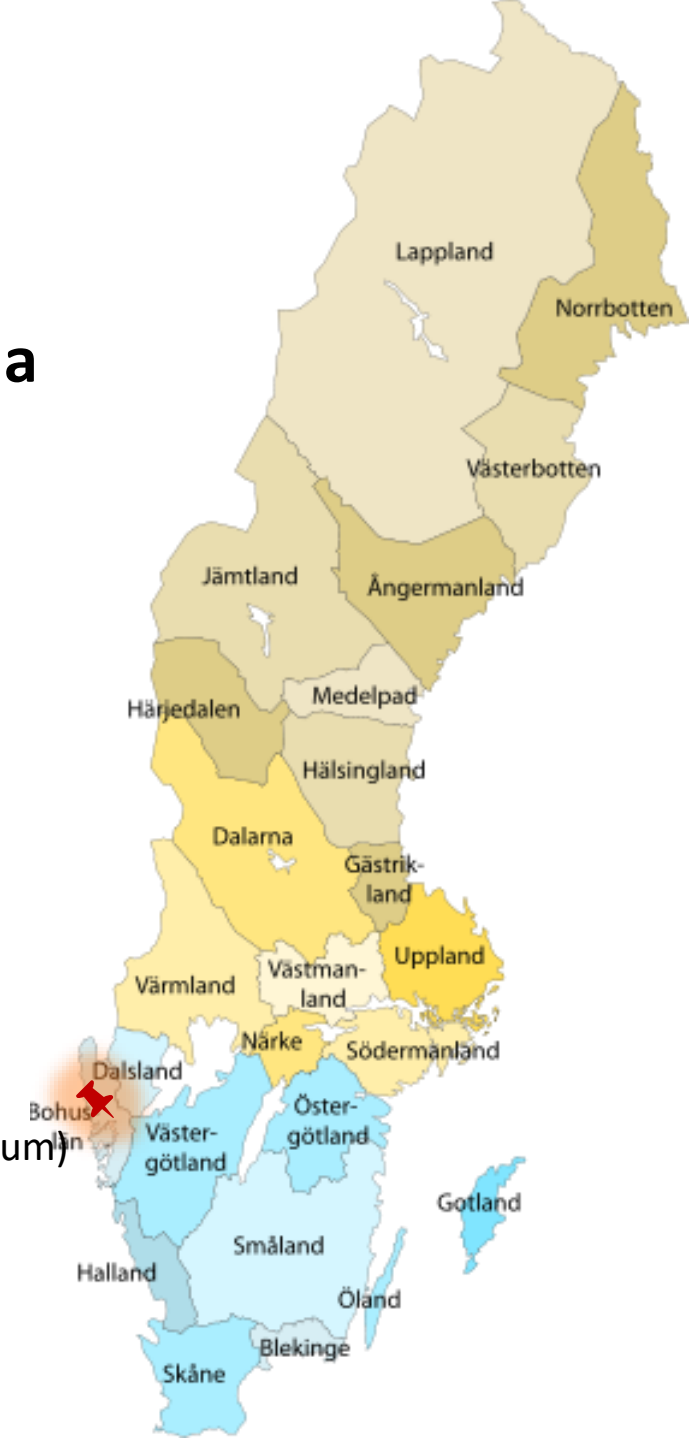 Lappland
Norrbotten
a
Västerbotten
Jämtland
Ångermanland
Medelpad
Härjedalen
Hälsingland
Dalarna
Gästrik-
land
Uppland
Västman-
land
Värmland
Närke
Södermanland
Dalsland
Bohus
län
um)
Öster-
götland
Väster-
götland
Gotland
Småland
Halland
Öland
Blekinge
Skåne